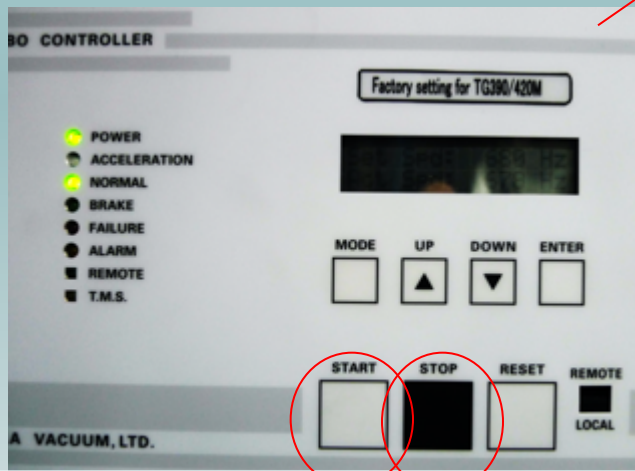 BO CONTROLLER
Factory setting for TG390/420M
POWER
ACCELERATION
NORMAL
BRAKE
FAILURE
ALARM
REMOTE
T.M.S.
MODE UP DOWN ENTER
START STOP RESET REMOTE
LOCAL
A VACUUM, LTD.